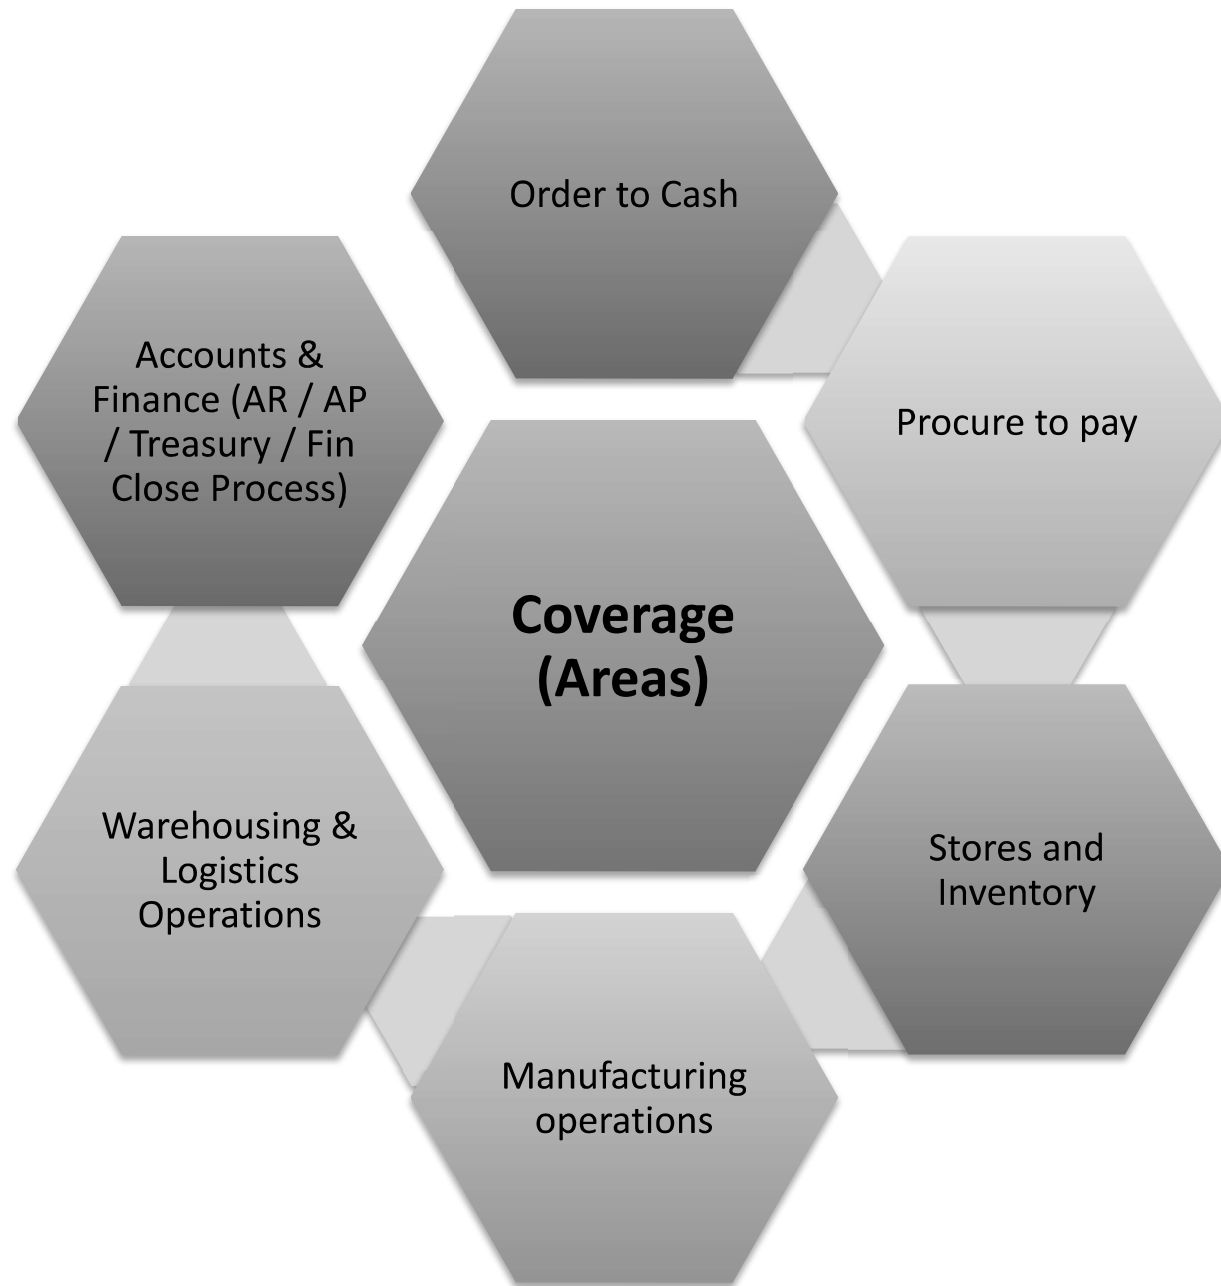 Order to Cash
Procure to pay
Stores and
Inventory
Manufacturing
operations
Warehousing &
Logistics
Operations
Accounts &
Finance (AR / AP
/ Treasury / Fin
Close Process)
Coverage
(Areas)